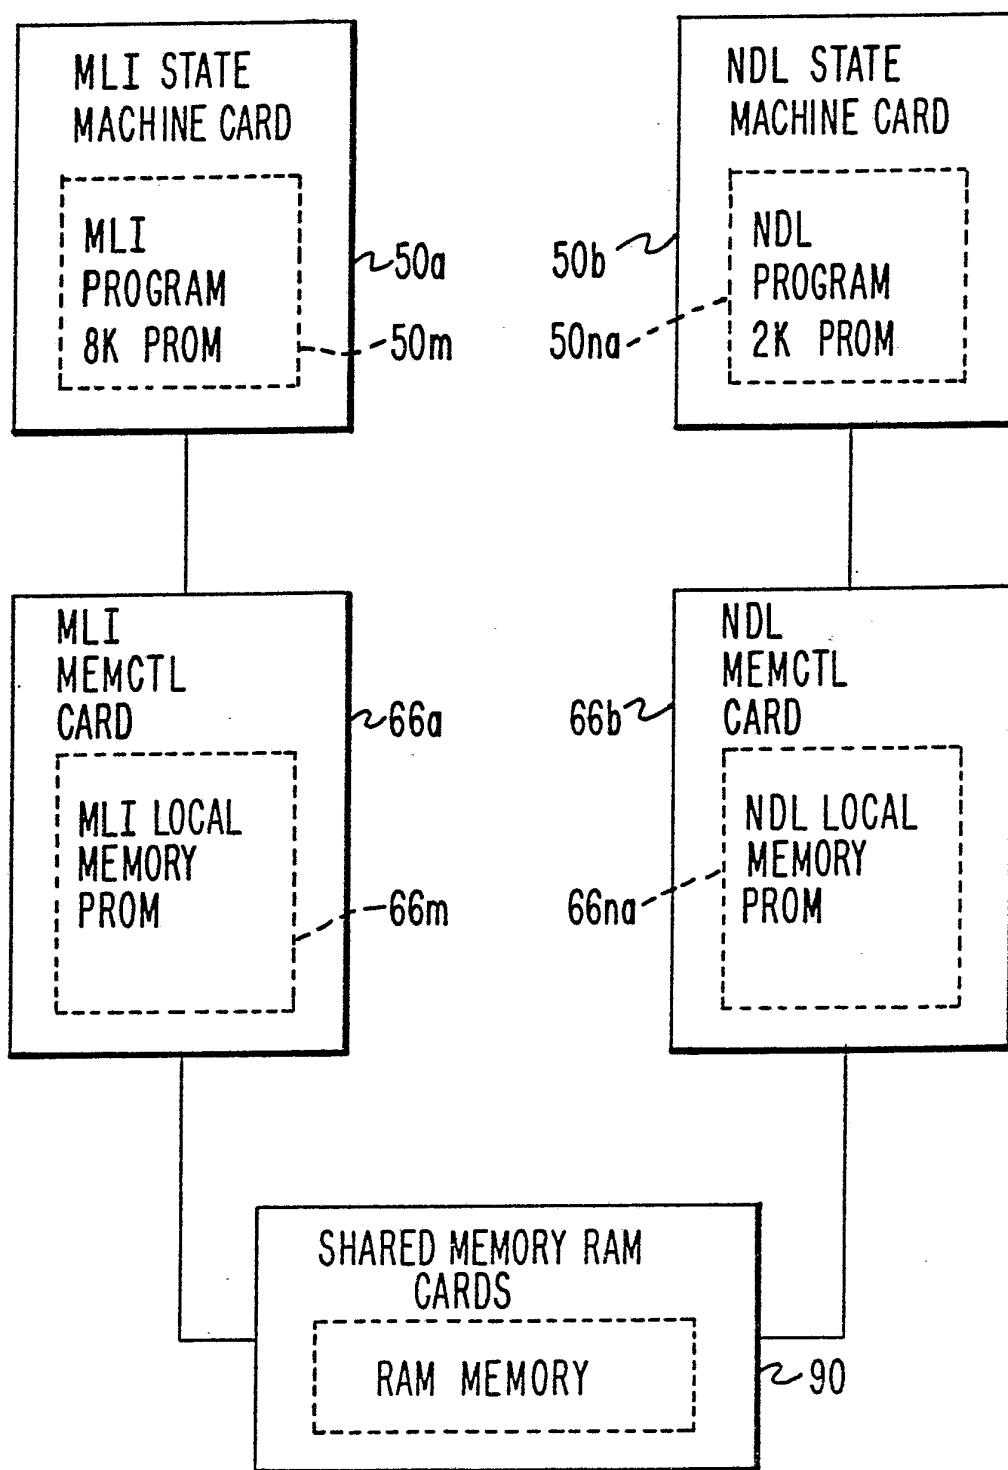 MLI STATE
MACHINE CARD
MLI
PROGRAM
8K PROM
50a
50m
NDL STATE
MACHINE CARD
NDL
PROGRAM
2K PROM
50b
50na
MLI
MEMCTL
CARD
MLI LOCAL
MEMORY
PROM
66a
66m
NDL
MEMCTL
CARD
NDL LOCAL
MEMORY
PROM
66b
66na
SHARED MEMORY RAM
CARDS
RAM MEMORY
90